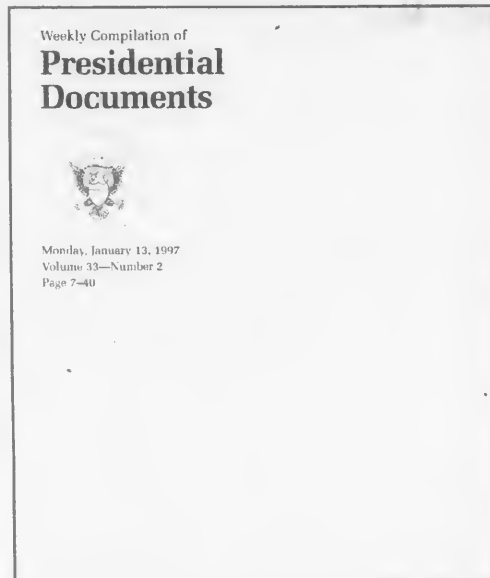 Weekly Compilation of
Presidential
Documents
Monday, January 13, 1997
Volume 33—Number 2
Page 7–40